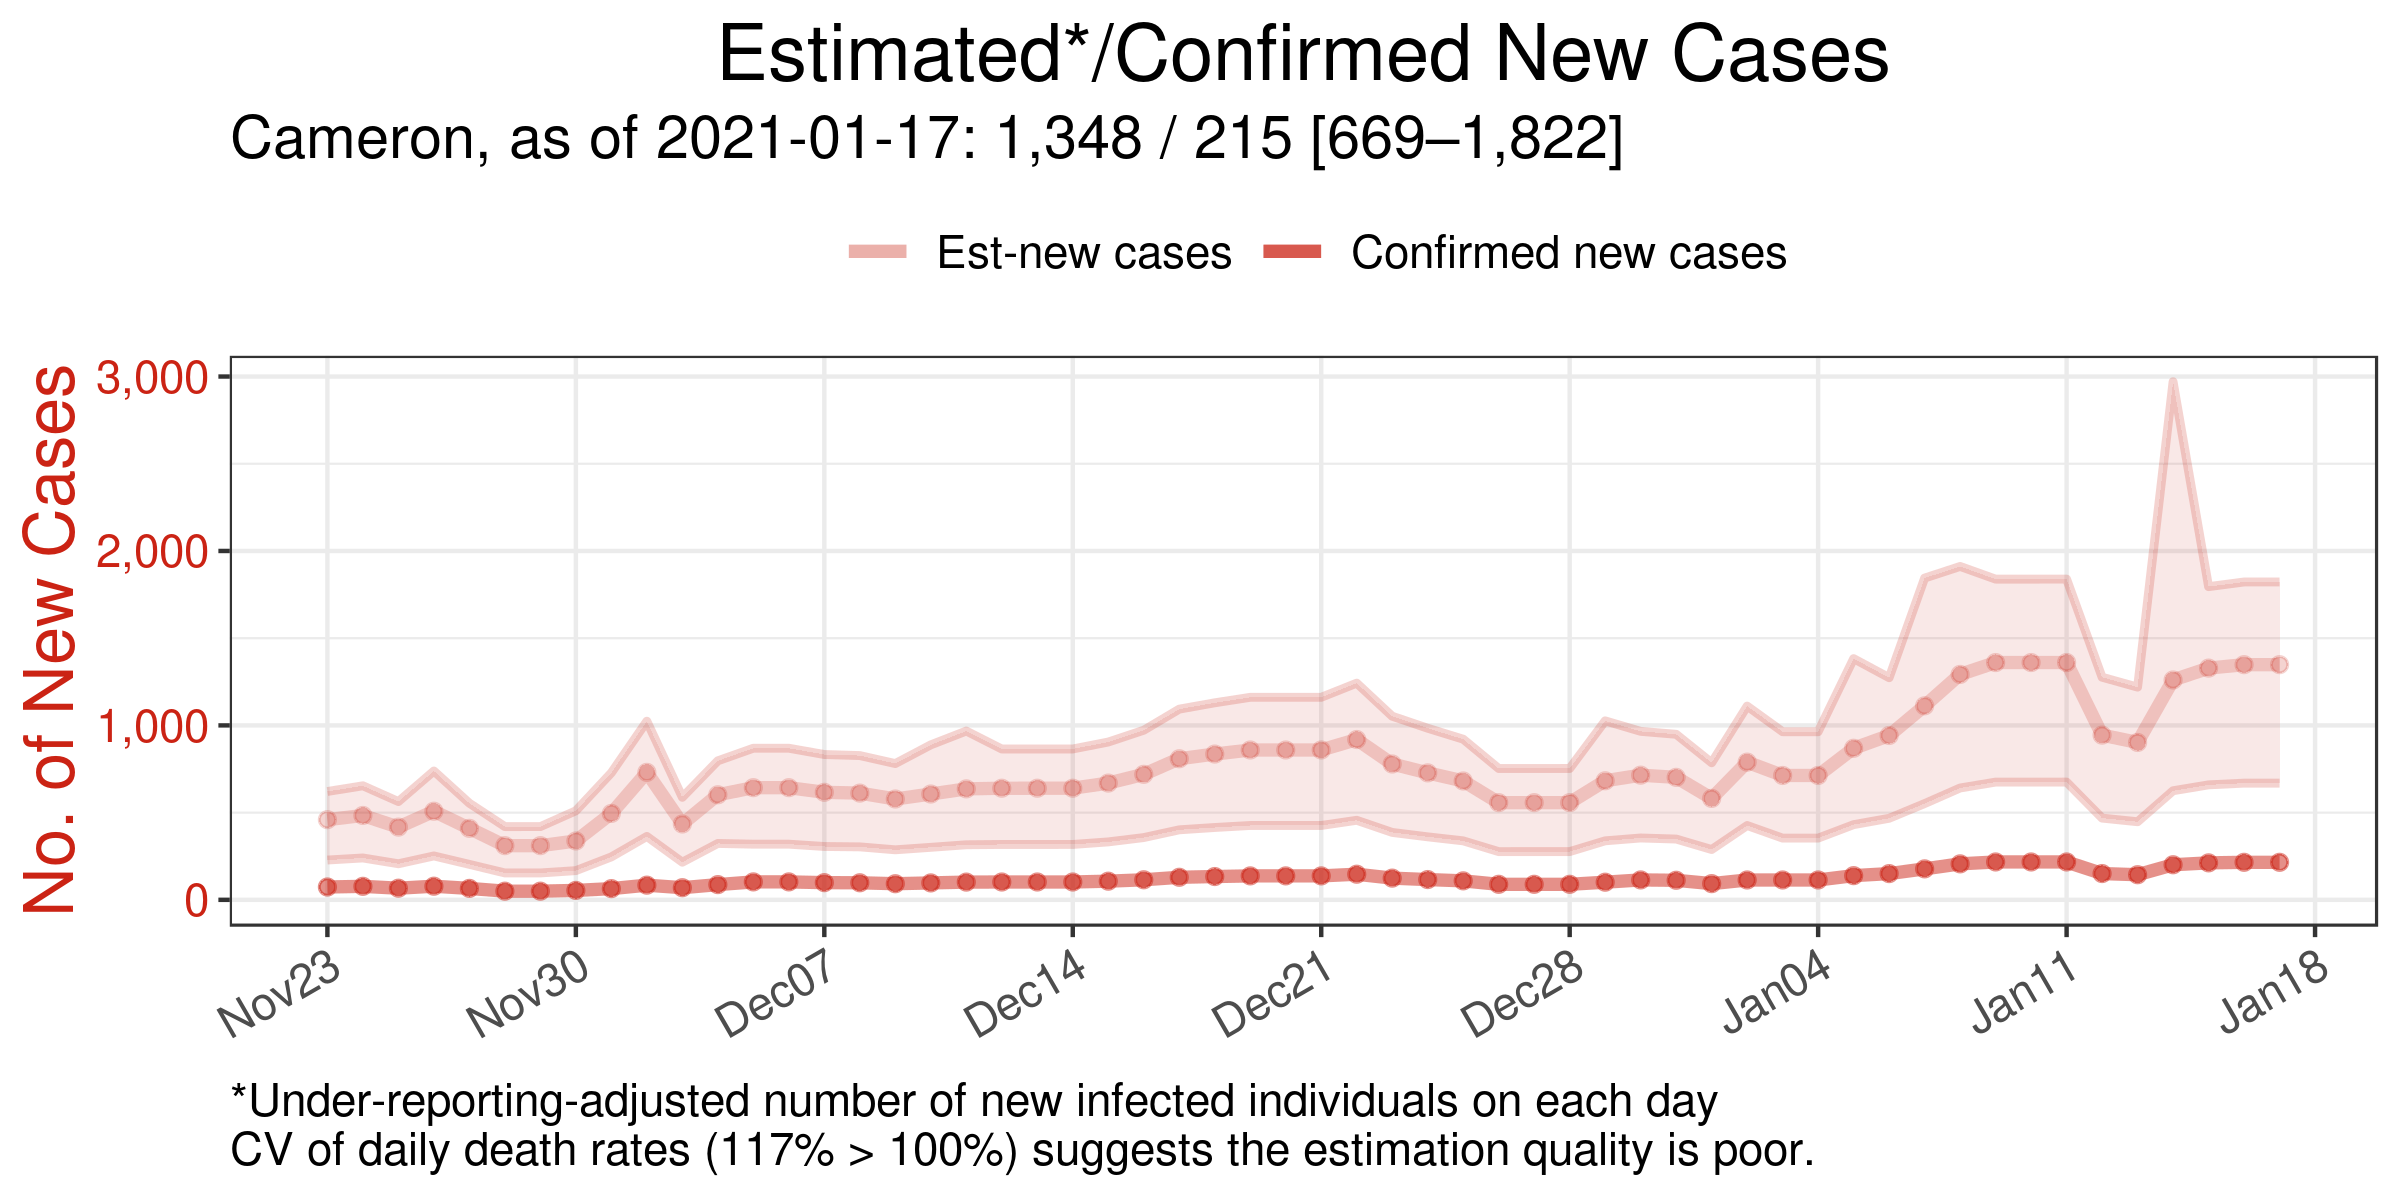 Estimated*/Confirmed New Cases
Cameron, as of 2021-01-17: 1,348 / 215 [669–1,822]
Est-new cases
Confirmed new cases
No. of New Cases
3,000
2,000
1,000
0
Nov23
Nov30
Dec07
Dec14
Dec21
Dec28
Jan04
Jan11
Jan18
*Under-reporting-adjusted number of new infected individuals on each day
CV of daily death rates (117% > 100%) suggests the estimation quality is poor.